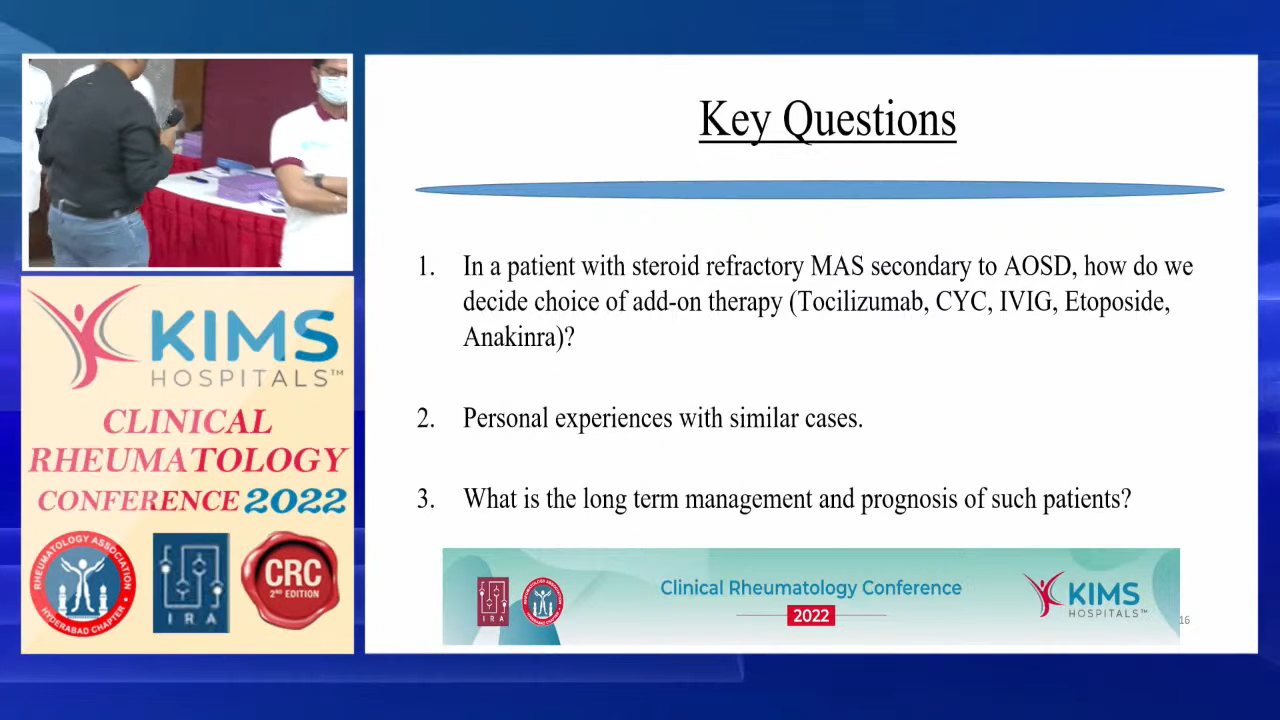 Key Questions
1. In a patient with steroid refractory MAS secondary to AOSD, how do we
decide choice of add-on therapy (Tocilizumab, CYC, IVIG, Etoposide,
Anakinra)?
2. Personal experiences with similar cases.
3. What is the long term management and prognosis of such patients?
IRA
Clinical Rheumatology Conference
2022
KIMS
HOSPITALS™
16
KIMS
HOSPITALS™
CLINICAL
RHEUMATOLOGY
CONFERENCE 2022
RHEUMATOLOGY ASSOCIATION
HYDERABAD CHAPTER
IRA
CRC
2ND EDITION